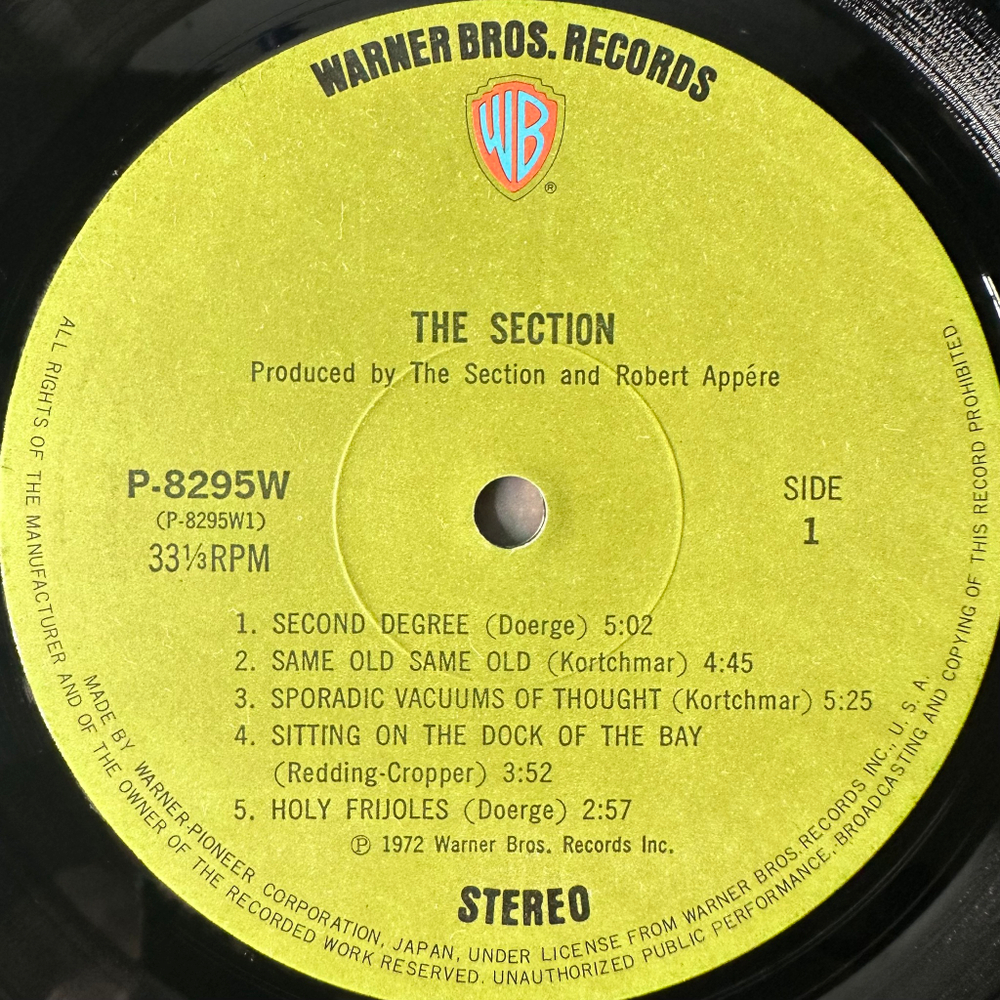 WARNER BROS. RECORDS
WB
®
THE SECTION
Produced by The Section and Robert Appére
P-8295W
(P-8295W1)
33⅓RPM
SIDE
1
1. SECOND DEGREE (Doerge) 5:02
2. SAME OLD SAME OLD (Kortchmar) 4:45
3. SPORADIC VACUUMS OF THOUGHT (Kortchmar) 5:25
4. SITTING ON THE DOCK OF THE BAY
(Redding-Cropper) 3:52
5. HOLY FRIJOLES (Doerge) 2:57
℗ 1972 Warner Bros. Records Inc.
STEREO
MADE BY WARNER-PIONEER CORPORATION, JAPAN, UNDER LICENSE FROM WARNER BROS. RECORDS INC., U. S. A.
ALL RIGHTS OF THE MANUFACTURER AND OF THE OWNER OF THE RECORDED WORK RESERVED. UNAUTHORIZED PUBLIC PERFORMANCE, BROADCASTING AND COPYING OF THIS RECORD PROHIBITED.